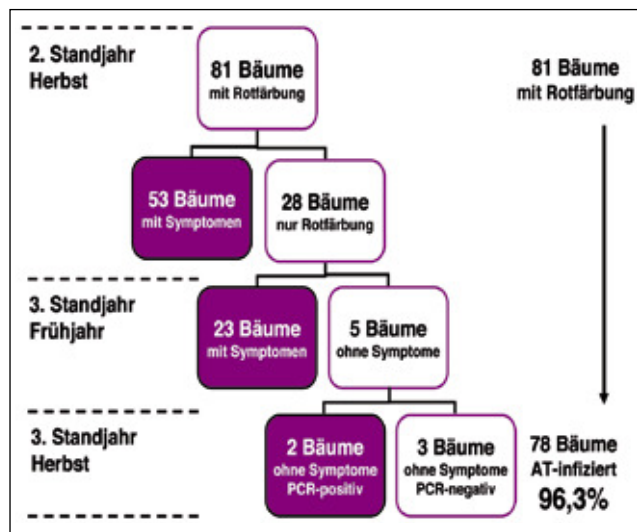 2. Standjahr
Herbst
81 Bäume
mit Rotfärbung
81 Bäume
mit Rotfärbung
53 Bäume
mit Symptomen
28 Bäume
nur Rotfärbung
3. Standjahr
Frühjahr
23 Bäume
mit Symptomen
5 Bäume
ohne Symptome
3. Standjahr
Herbst
2 Bäume
ohne Symptome
PCR-positiv
3 Bäume
ohne Symptome
PCR-negativ
78 Bäume
AT-infiziert
96,3%